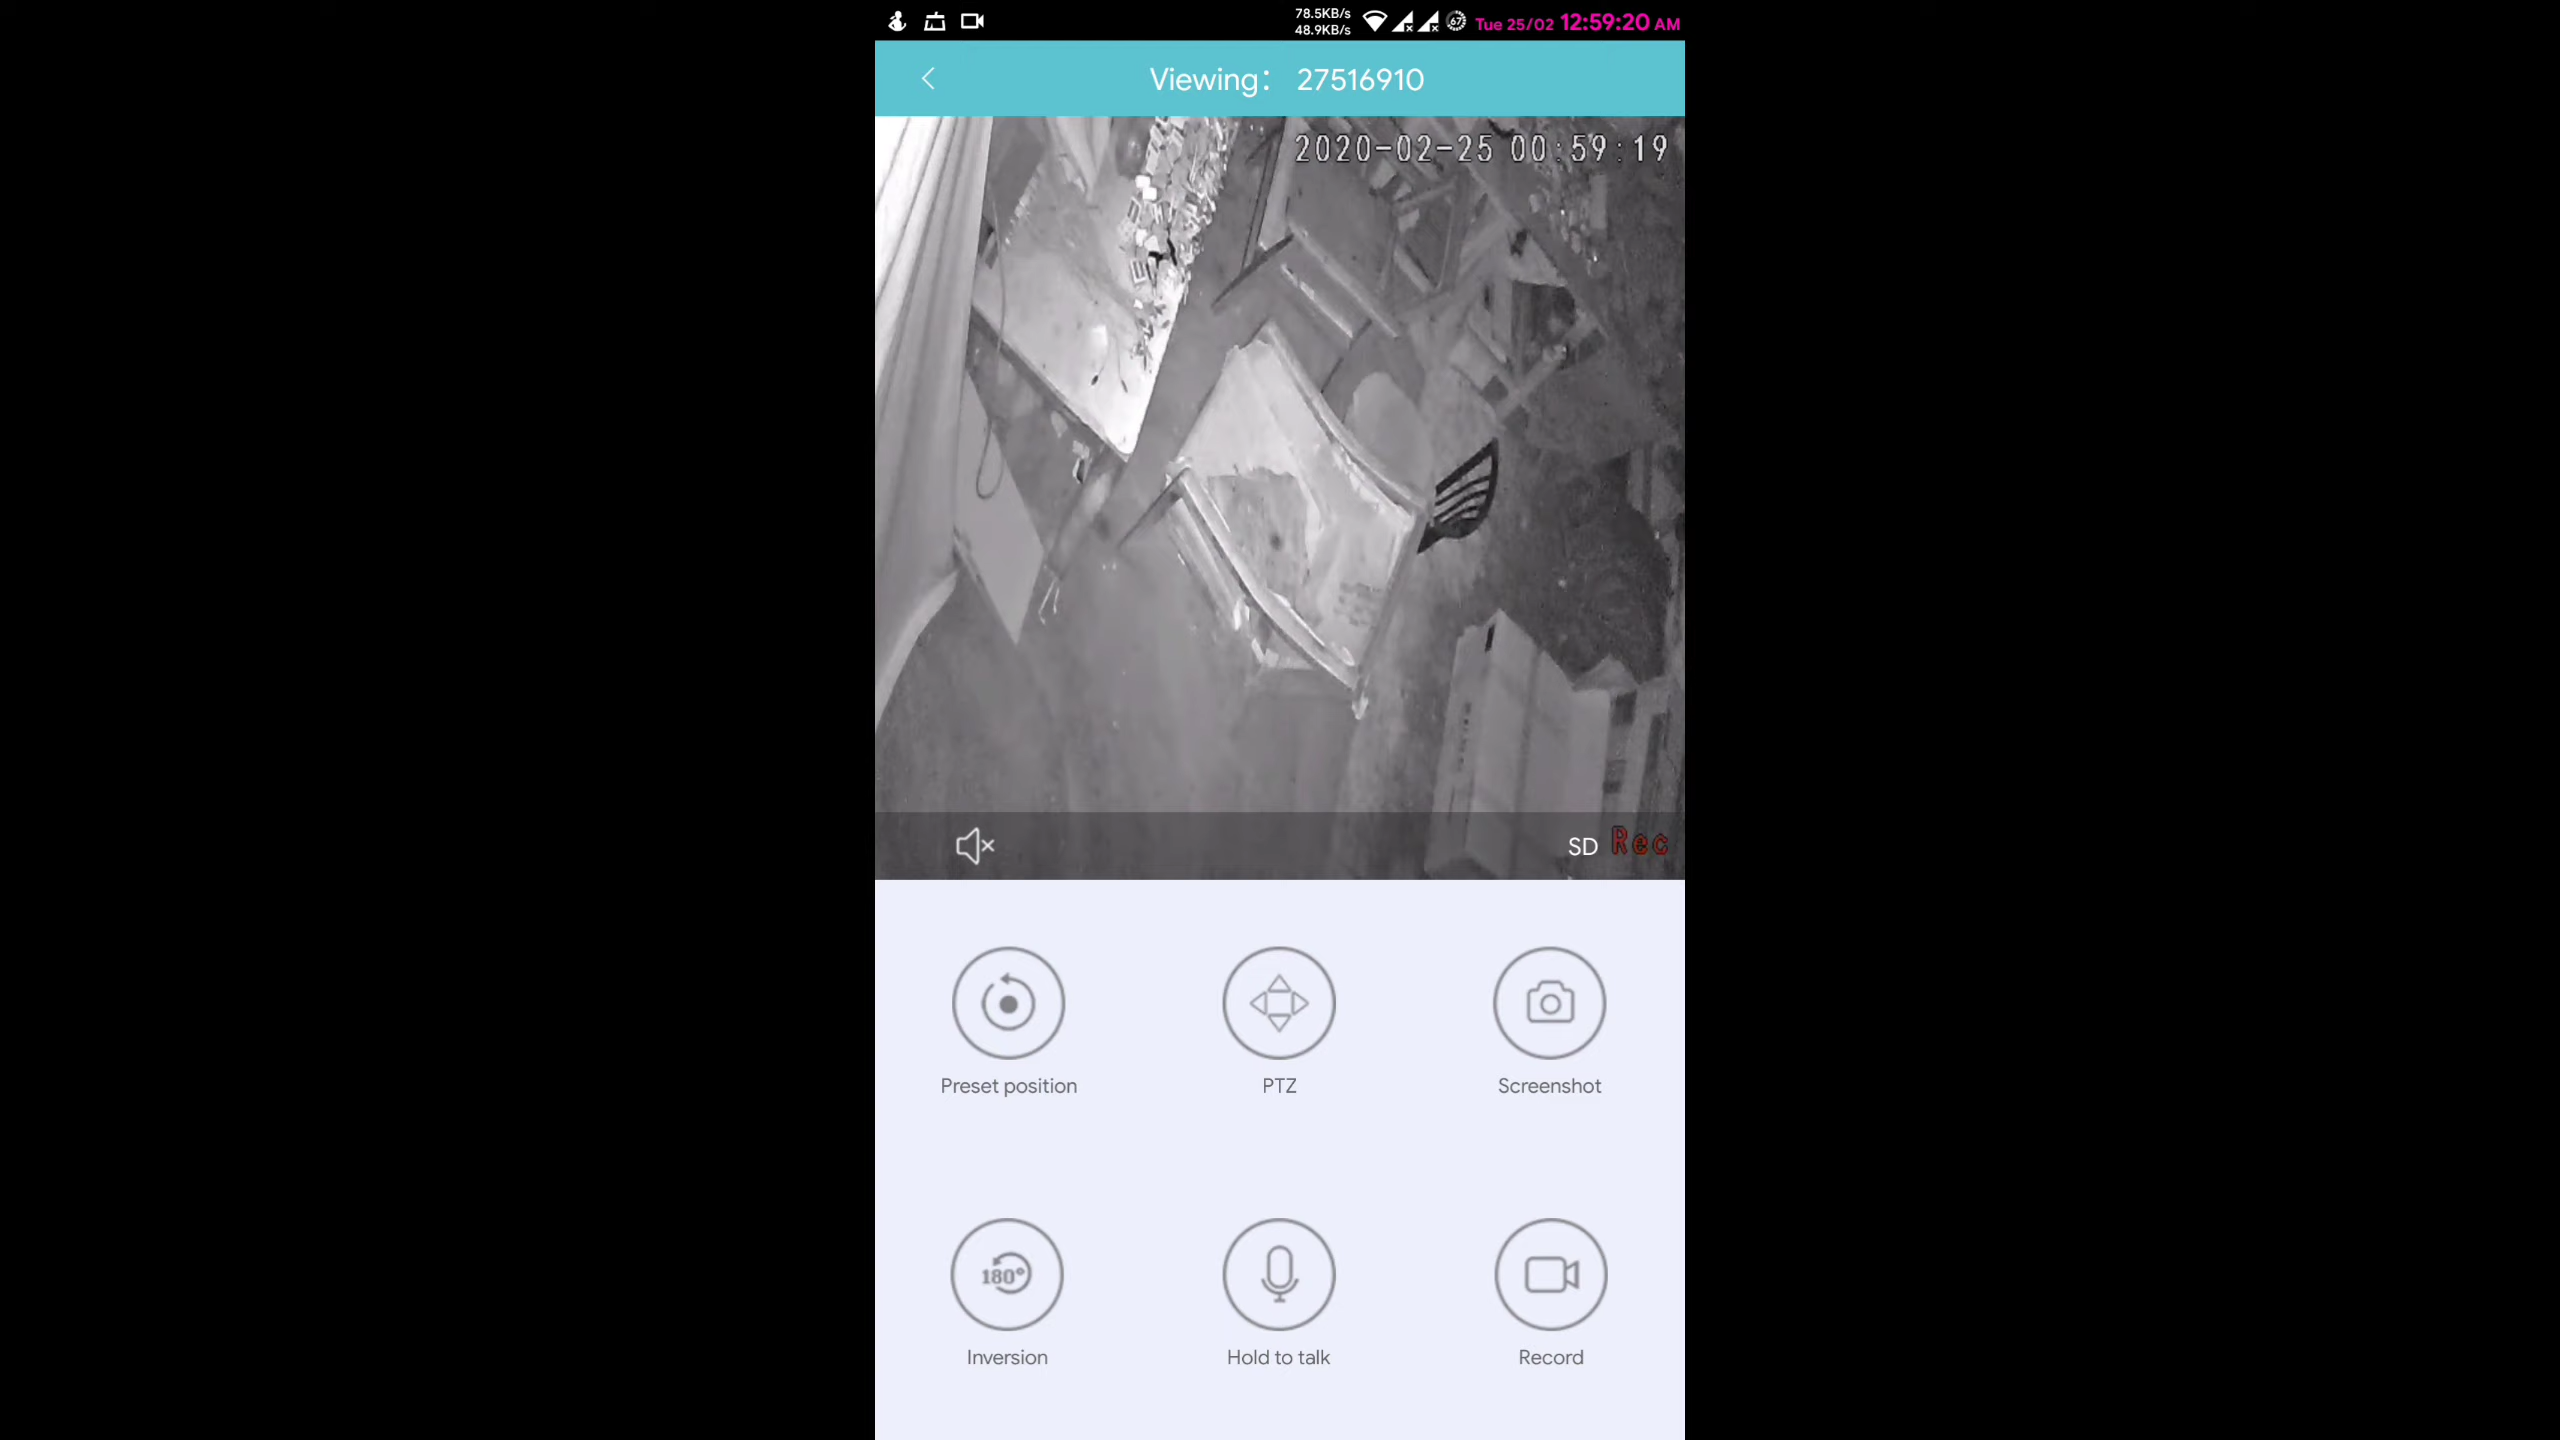 78.5KB/s
48.9KB/s
67
Tue 25/02 12:59:20 AM
Viewing: 27516910
2020-02-25 00:59:19
SD Rec
Preset position
PTZ
Screenshot
180°
Inversion
Hold to talk
Record